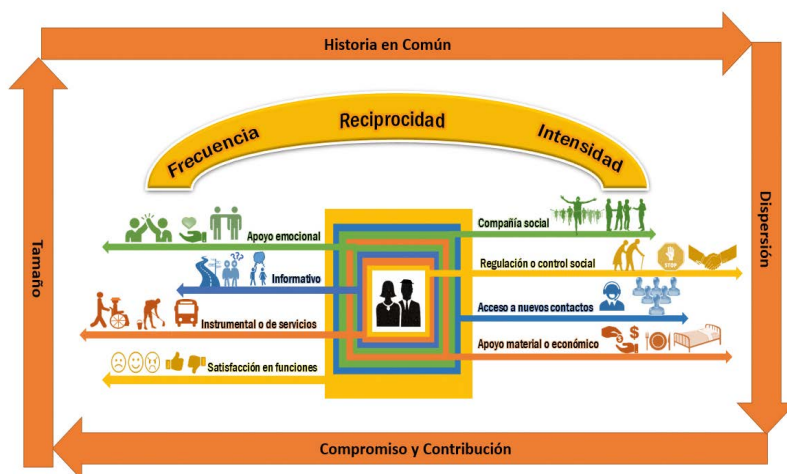 Historia en Común
Frecuencia
Reciprocidad
Intensidad
Tamaño
Dispersión
Apoyo emocional
Compañía social
Regulación o control social
STOP
Informativo
Acceso a nuevos contactos
Instrumental o de servicios
Apoyo material o económico
$
Satisfacción en funciones
Compromiso y Contribución